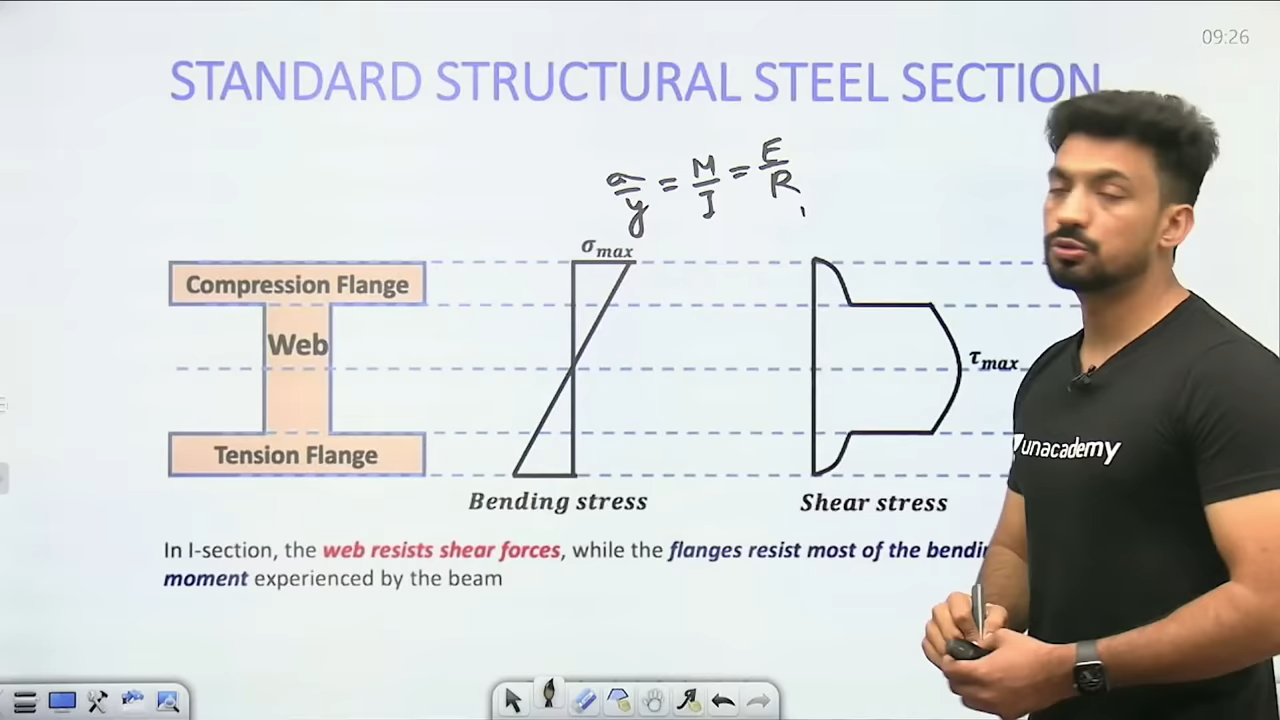 09:26
STANDARD STRUCTURAL STEEL SECTION
σ/y = M/I = E/R
σmax
Compression Flange
Web
τmax
Tension Flange
unacademy
Bending stress
Shear stress
In I-section, the web resists shear forces, while the flanges resist most of the
moment experienced by the beam